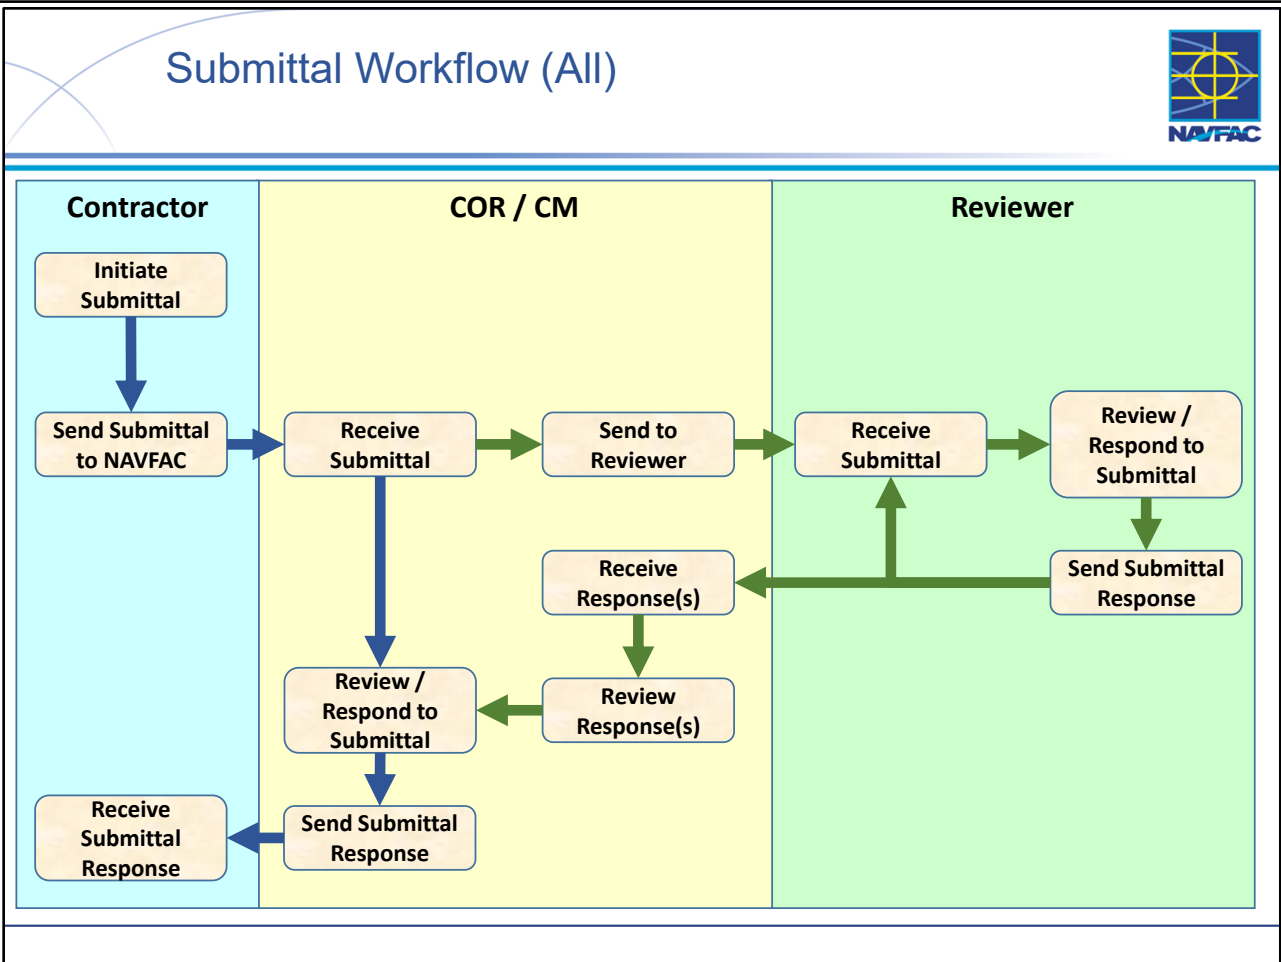 Submittal Workflow (All)
NAVFAC
Contractor
COR / CM
Reviewer
Initiate
Submittal
Send Submittal
to NAVFAC
Receive
Submittal
Send to
Reviewer
Receive
Submittal
Review /
Respond to
Submittal
Receive
Response(s)
Send Submittal
Response
Review /
Respond to
Submittal
Review
Response(s)
Receive
Submittal
Response
Send Submittal
Response